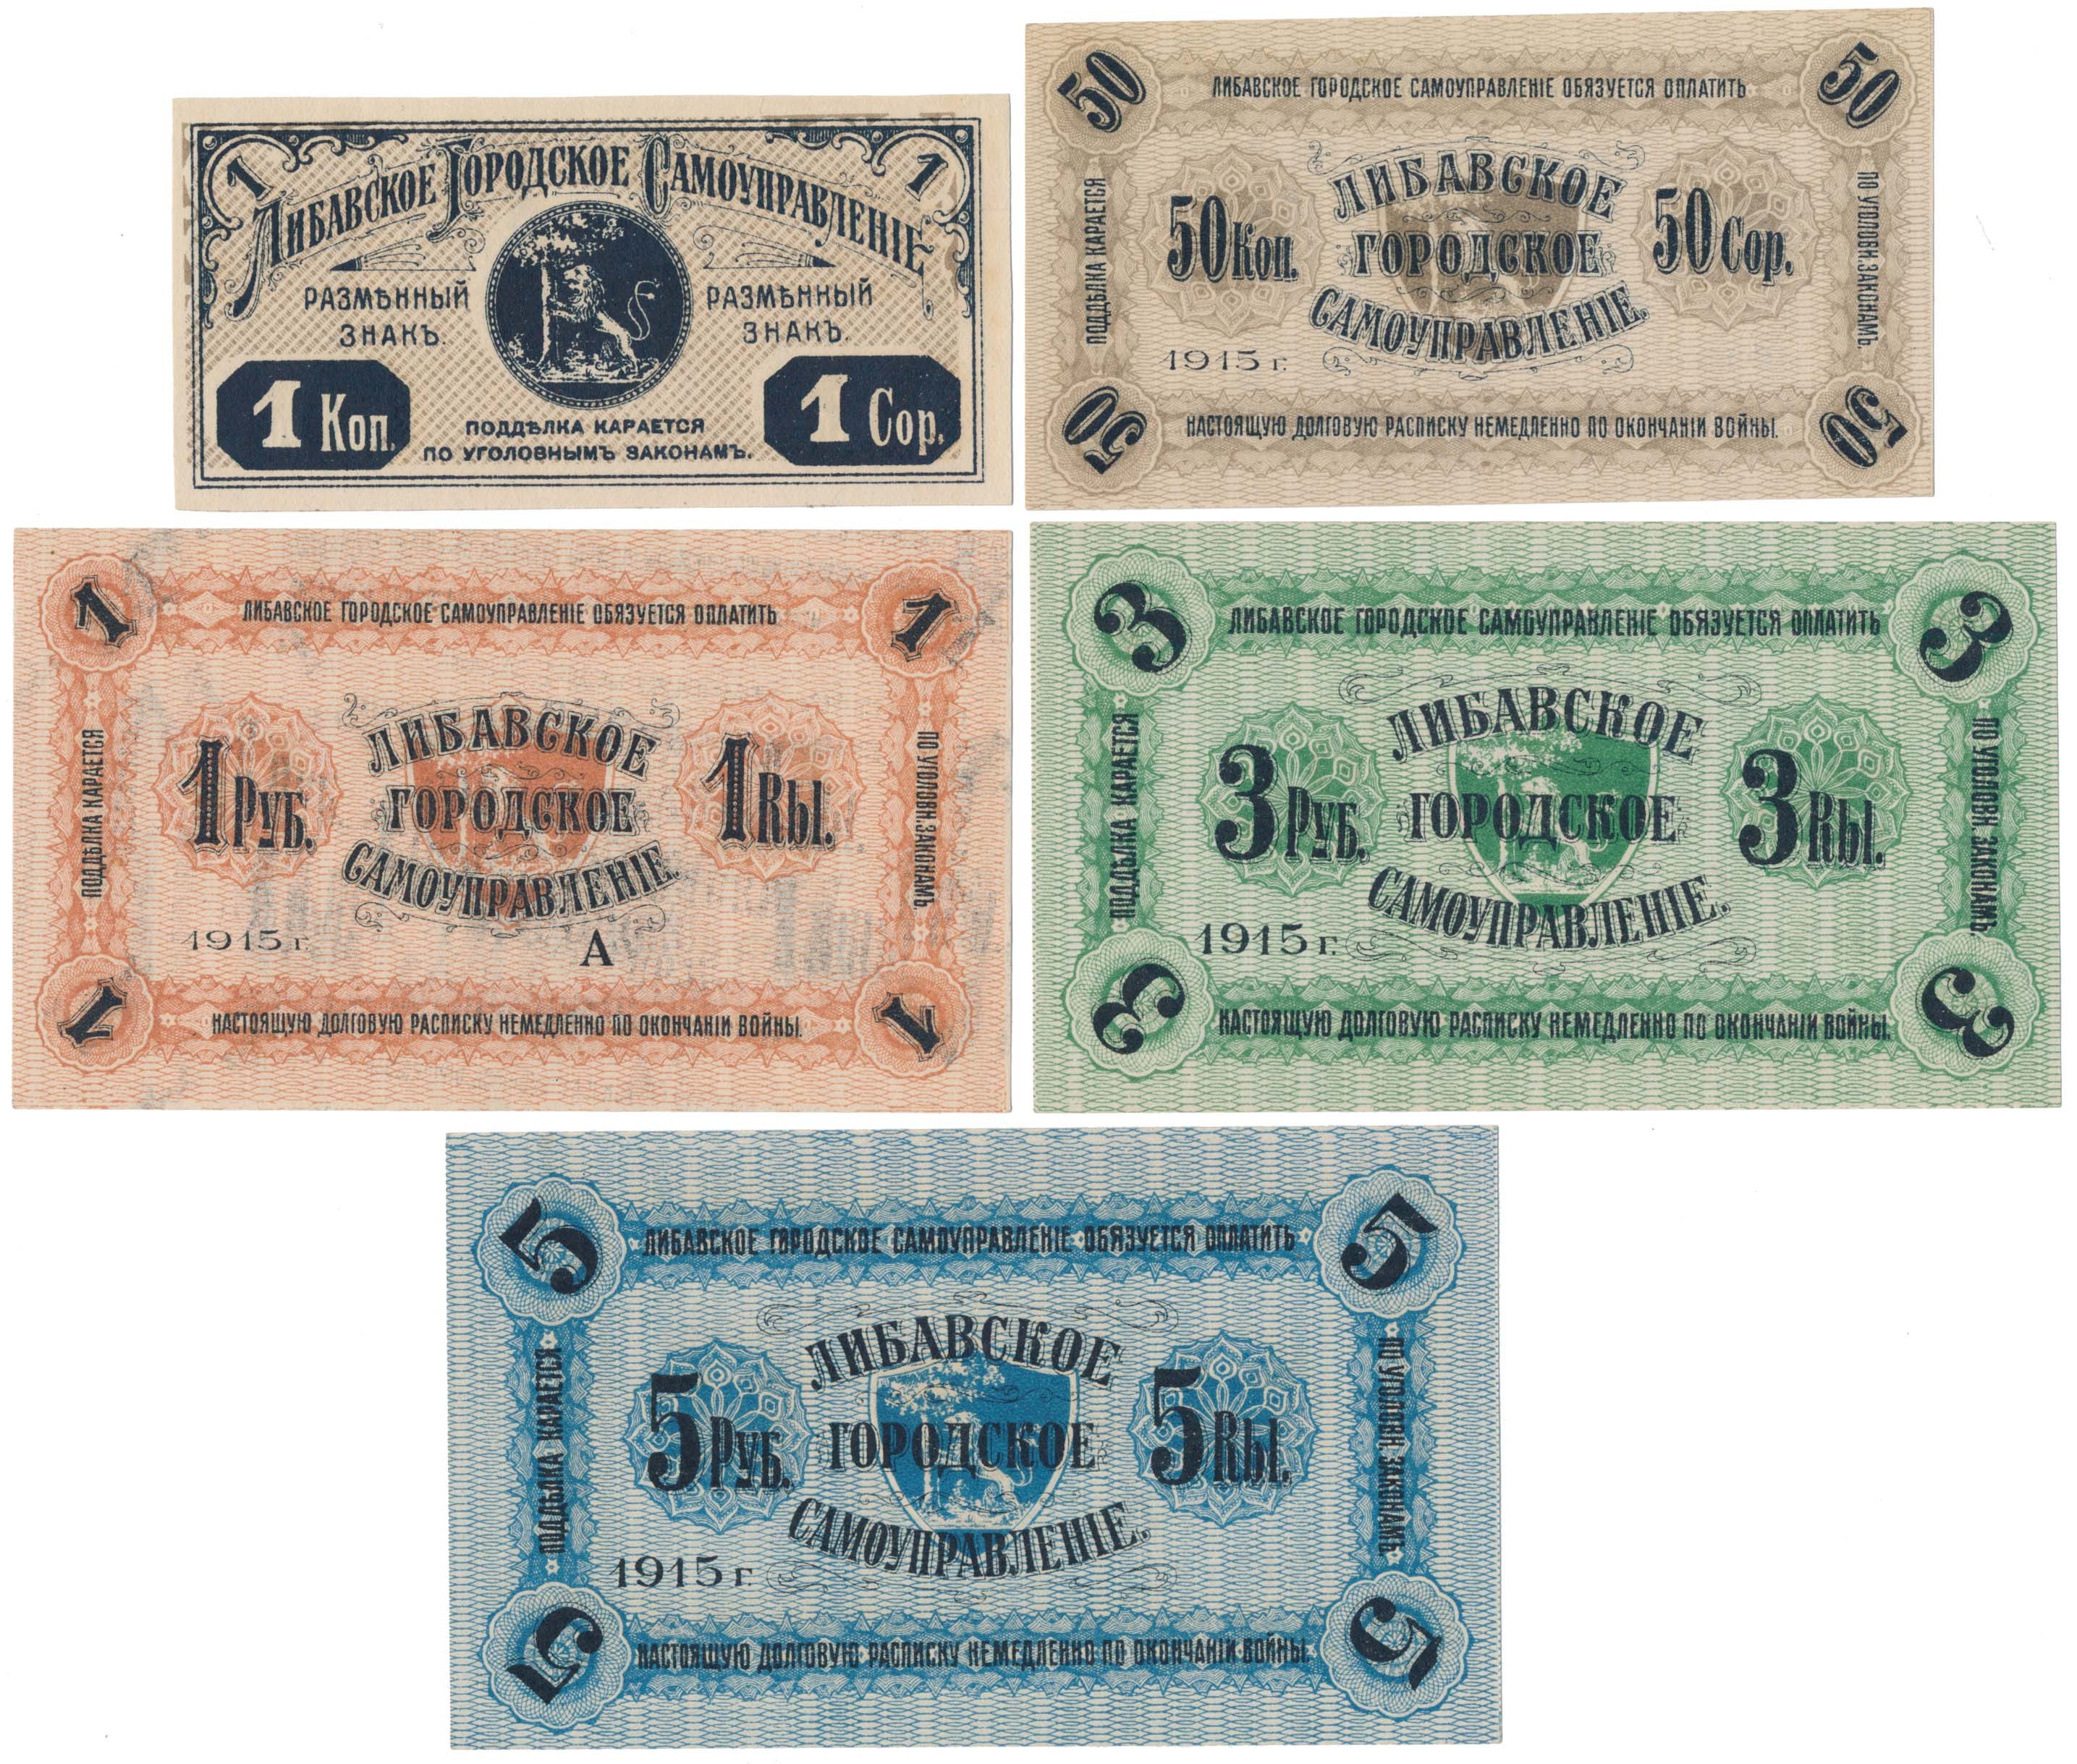 1 1
Либавское Городское Самоуправленіе
РАЗМѢННЫЙ ЗНАКЪ.
РАЗМѢННЫЙ ЗНАКЪ.
1 Коп.
1 Cop.
ПОДДѢЛКА КАРАЕТСЯ
ПО УГОЛОВНЫМЪ ЗАКОНАМЪ.
50 50
ЛИБАВСКОЕ ГОРОДСКОЕ САМОУПРАВЛЕНІЕ ОБЯЗУЕТСЯ ОПЛАТИТЬ
ПОДДѢЛКА КАРАЕТСЯ
ПО УГОЛОВН. ЗАКОНАМЪ.
ЛИБАВСКОЕ
50 Коп. ГОРОДСКОЕ 50 Cop.
САМОУПРАВЛЕНІЕ.
1915 г.
НАСТОЯЩУЮ ДОЛГОВУЮ РАСПИСКУ НЕМЕДЛЕННО ПО ОКОНЧАНІИ ВОЙНЫ.
50 50
1 1
ЛИБАВСКОЕ ГОРОДСКОЕ САМОУПРАВЛЕНІЕ ОБЯЗУЕТСЯ ОПЛАТИТЬ
ПОДДѢЛКА КАРАЕТСЯ
ПО УГОЛОВН. ЗАКОНАМЪ.
ЛИБАВСКОЕ
1 Руб. ГОРОДСКОЕ 1 Rbl.
САМОУПРАВЛЕНІЕ.
1915 г.
А
НАСТОЯЩУЮ ДОЛГОВУЮ РАСПИСКУ НЕМЕДЛЕННО ПО ОКОНЧАНІИ ВОЙНЫ.
1 1
3 3
ЛИБАВСКОЕ ГОРОДСКОЕ САМОУПРАВЛЕНІЕ ОБЯЗУЕТСЯ ОПЛАТИТЬ
ПОДДѢЛКА КАРАЕТСЯ
ПО УГОЛОВН. ЗАКОНАМЪ.
ЛИБАВСКОЕ
3 Руб. ГОРОДСКОЕ 3 Rbl.
САМОУПРАВЛЕНІЕ.
1915 г.
НАСТОЯЩУЮ ДОЛГОВУЮ РАСПИСКУ НЕМЕДЛЕННО ПО ОКОНЧАНІИ ВОЙНЫ.
3 3
5 5
ЛИБАВСКОЕ ГОРОДСКОЕ САМОУПРАВЛЕНІЕ ОБЯЗУЕТСЯ ОПЛАТИТЬ
ПОДДѢЛКА КАРАЕТСЯ
ПО УГОЛОВН. ЗАКОНАМЪ.
ЛИБАВСКОЕ
5 Руб. ГОРОДСКОЕ 5 Rbl.
САМОУПРАВЛЕНІЕ.
1915 г.
НАСТОЯЩУЮ ДОЛГОВУЮ РАСПИСКУ НЕМЕДЛЕННО ПО ОКОНЧАНІИ ВОЙНЫ.
5 5